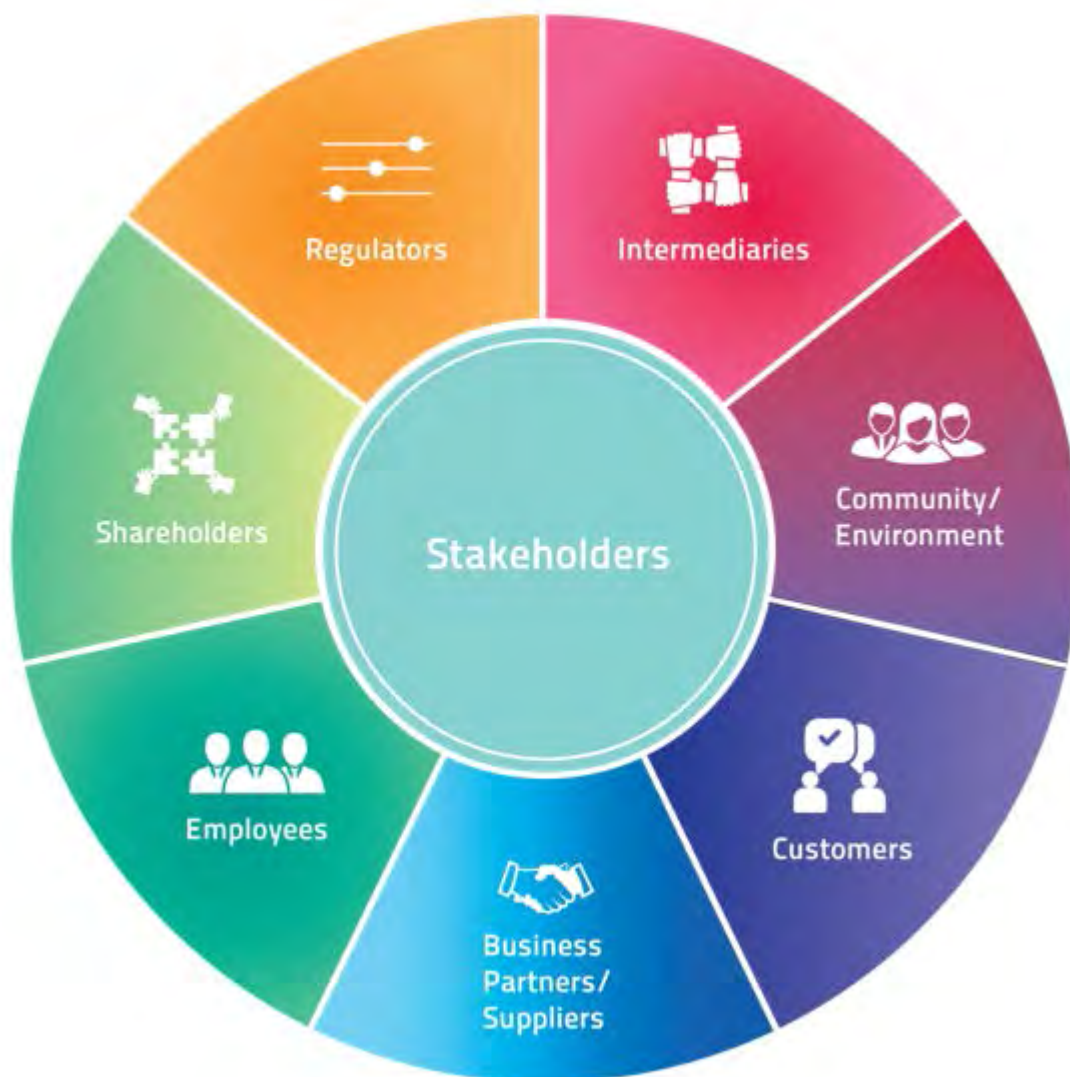 Regulators
Intermediaries
Shareholders
Community/
Environment
Stakeholders
Employees
Customers
Business
Partners/
Suppliers